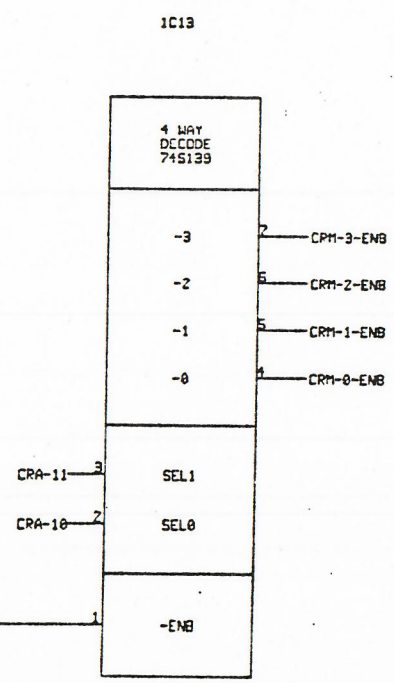 1C13
4 WAY
DECODE
74S139
-3 7 CRM-3-ENB
-2 6 CRM-2-ENB
-1 5 CRM-1-ENB
-0 4 CRM-0-ENB
CRA-11 3 SEL1
CRA-10 2 SEL0
1 -ENB